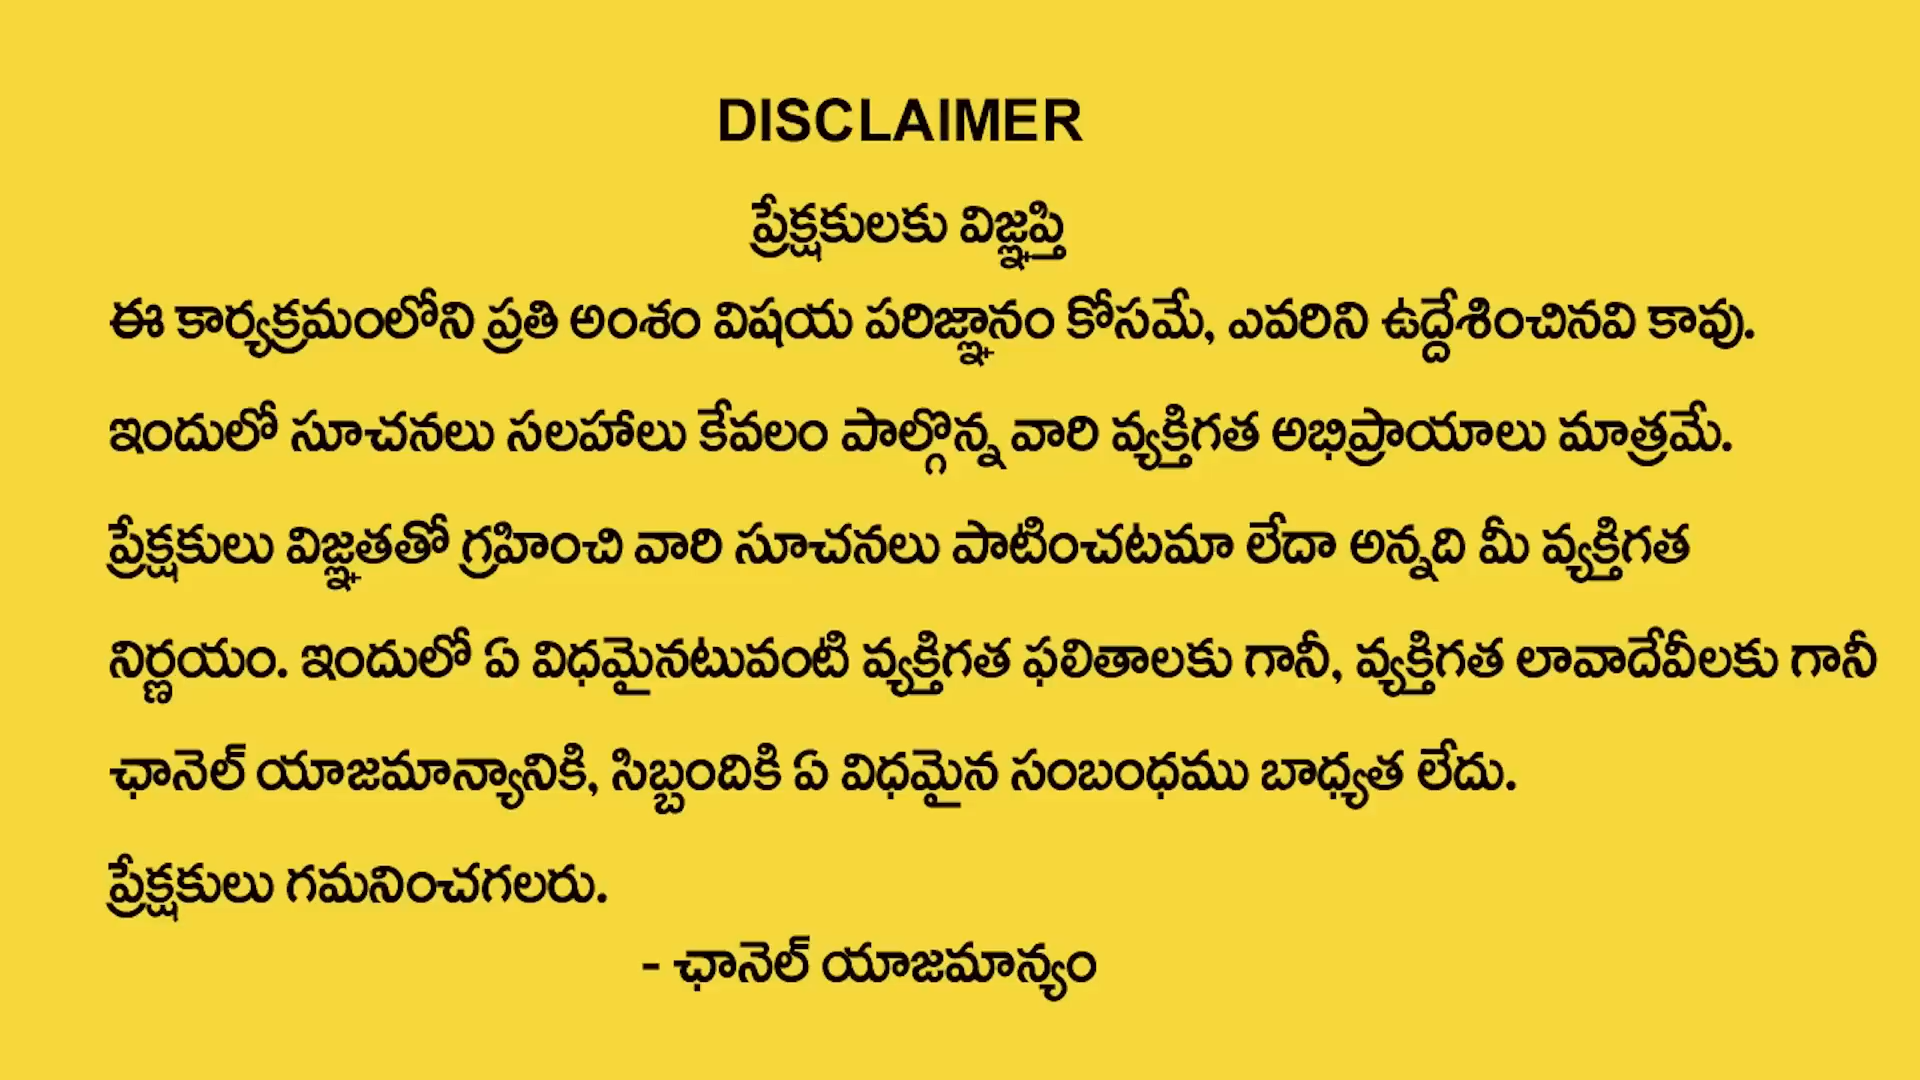 DISCLAIMER
ప్రేక్షకులకు విజ్ఞప్తి
ఈ కార్యక్రమంలోని ప్రతి అంశం విషయ పరిజ్ఞానం కోసమే, ఎవరిని ఉద్దేశించినవి కావు.
ఇందులో సూచనలు సలహాలు కేవలం పాల్గొన్న వారి వ్యక్తిగత అభిప్రాయాలు మాత్రమే.
ప్రేక్షకులు విజ్ఞతతో గ్రహించి వారి సూచనలు పాటించటమా లేదా అన్నది మీ వ్యక్తిగత
నిర్ణయం. ఇందులో ఏ విధమైనటువంటి వ్యక్తిగత ఫలితాలకు గానీ, వ్యక్తిగత లావాదేవీలకు గానీ
ఛానెల్ యాజమాన్యానికి, సిబ్బందికి ఏ విధమైన సంబంధము బాధ్యత లేదు.
ప్రేక్షకులు గమనించగలరు.
- ఛానెల్ యాజమాన్యం